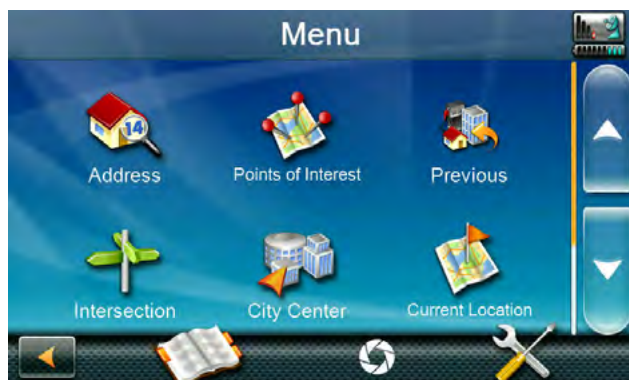 Menu
14
Address
Points of Interest
Previous
Intersection
City Center
Current Location